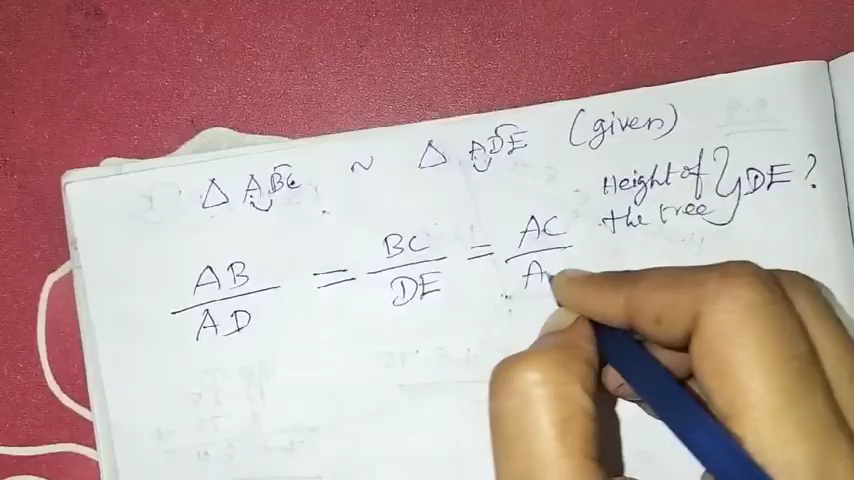 Δ ABC ~ Δ ADE (given)
Height of the tree } DE ?
AB/AD = BC/DE = AC/A